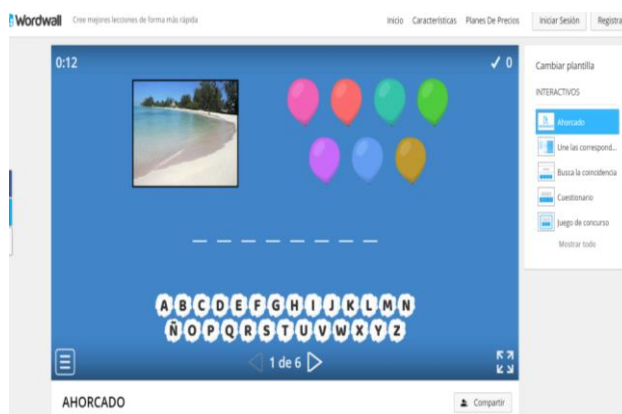 Wordwall Cree mejores lecciones de forma más rápida Inicio Características Planes De Precios Iniciar Sesión Registra
0:12 ✓ 0
Cambiar plantilla
INTERACTIVOS
Ahorcado
Une las correspond...
Busca la coincidencia
Cuestionario
Juego de concurso
Mostrar todo
A B C D E F G H I J K L M N
Ñ O P Q R S T U V W X Y Z
1 de 6
AHORCADO Compartir